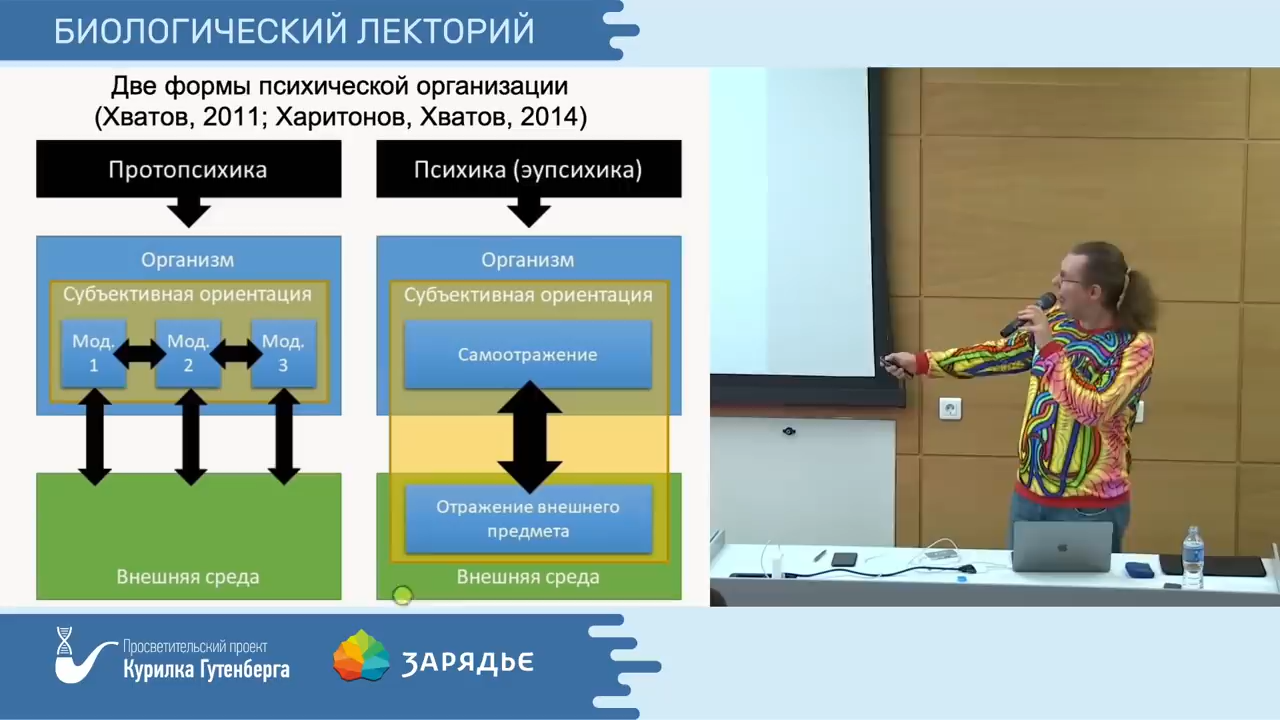 БИОЛОГИЧЕСКИЙ ЛЕКТОРИЙ
Две формы психической организации
(Хватов, 2011; Харитонов, Хватов, 2014)
Протопсихика
Организм
Субъективная ориентация
Мод.
1
Мод.
2
Мод.
3
Внешняя среда
Психика (эупсихика)
Организм
Субъективная ориентация
Самоотражение
Отражение внешнего
предмета
Внешняя среда
Просветительский проект
Курилка Гутенберга
ЗАРЯДЬЕ